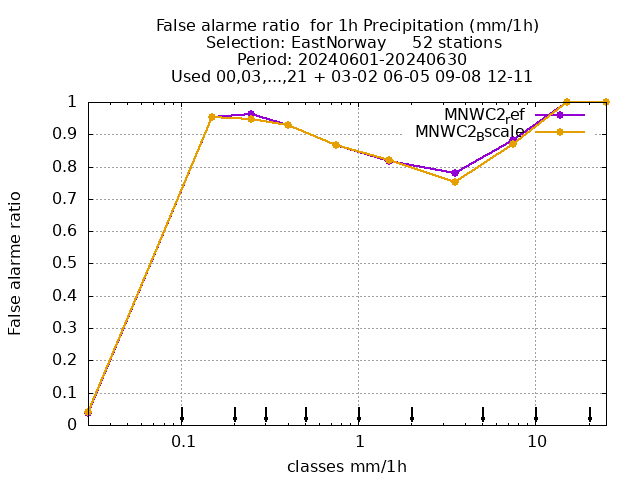 False alarme ratio  for 1h Precipitation (mm/1h)
Selection: EastNorway     52 stations
Period: 20240601-20240630
Used 00,03,...,21 + 03-02 06-05 09-08 12-11
MNWC2ref
MNWC2Bscale
1
0.9
0.8
0.7
0.6
0.5
0.4
0.3
0.2
0.1
0
False alarme ratio
0.1
1
10
classes mm/1h